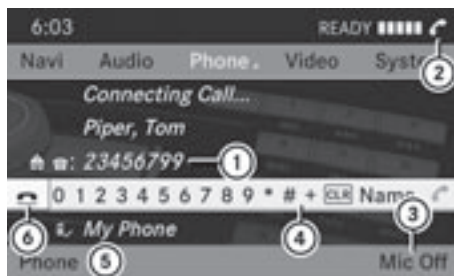 6:03 READY
Navi Audio Phone Video Syste
2
Connecting Call...
Piper, Tom
: 23456799 1
0 1 2 3 4 5 6 7 8 9 * # + CLR Name
3
6 My Phone 4
Phone 5 Mic Off